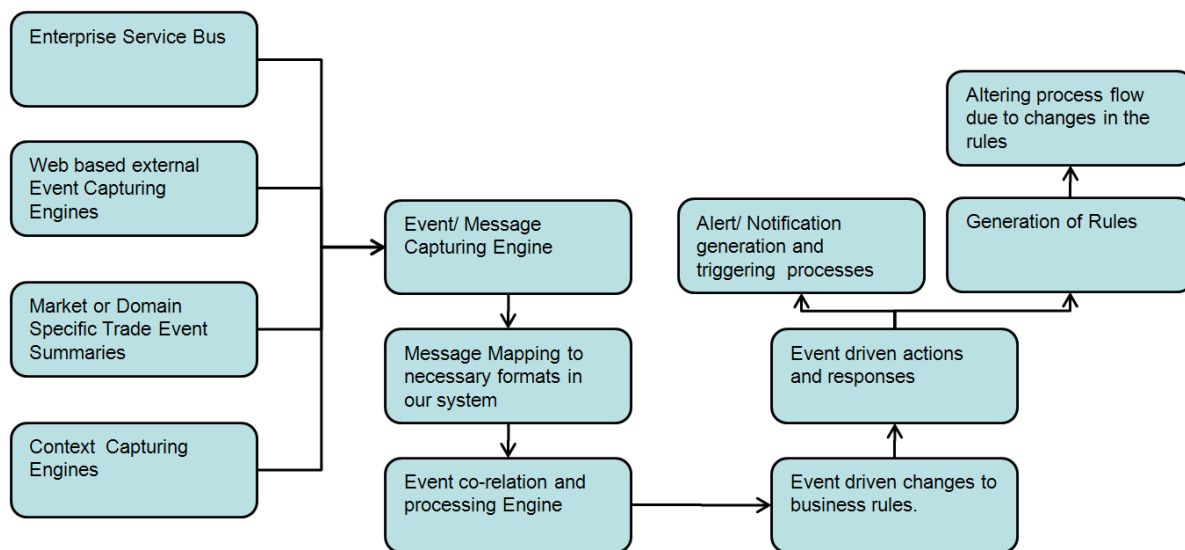 Enterprise Service Bus
Web based external
Event Capturing
Engines
Market or Domain
Specific Trade Event
Summaries
Context  Capturing
Engines
Event/ Message
Capturing Engine
Message Mapping to
necessary formats in
our system
Event co-relation and
processing Engine
Event driven changes to
business rules.
Event driven actions
and responses
Alert/ Notification
generation and
triggering  processes
Generation of Rules
Altering process flow
due to changes in the
rules